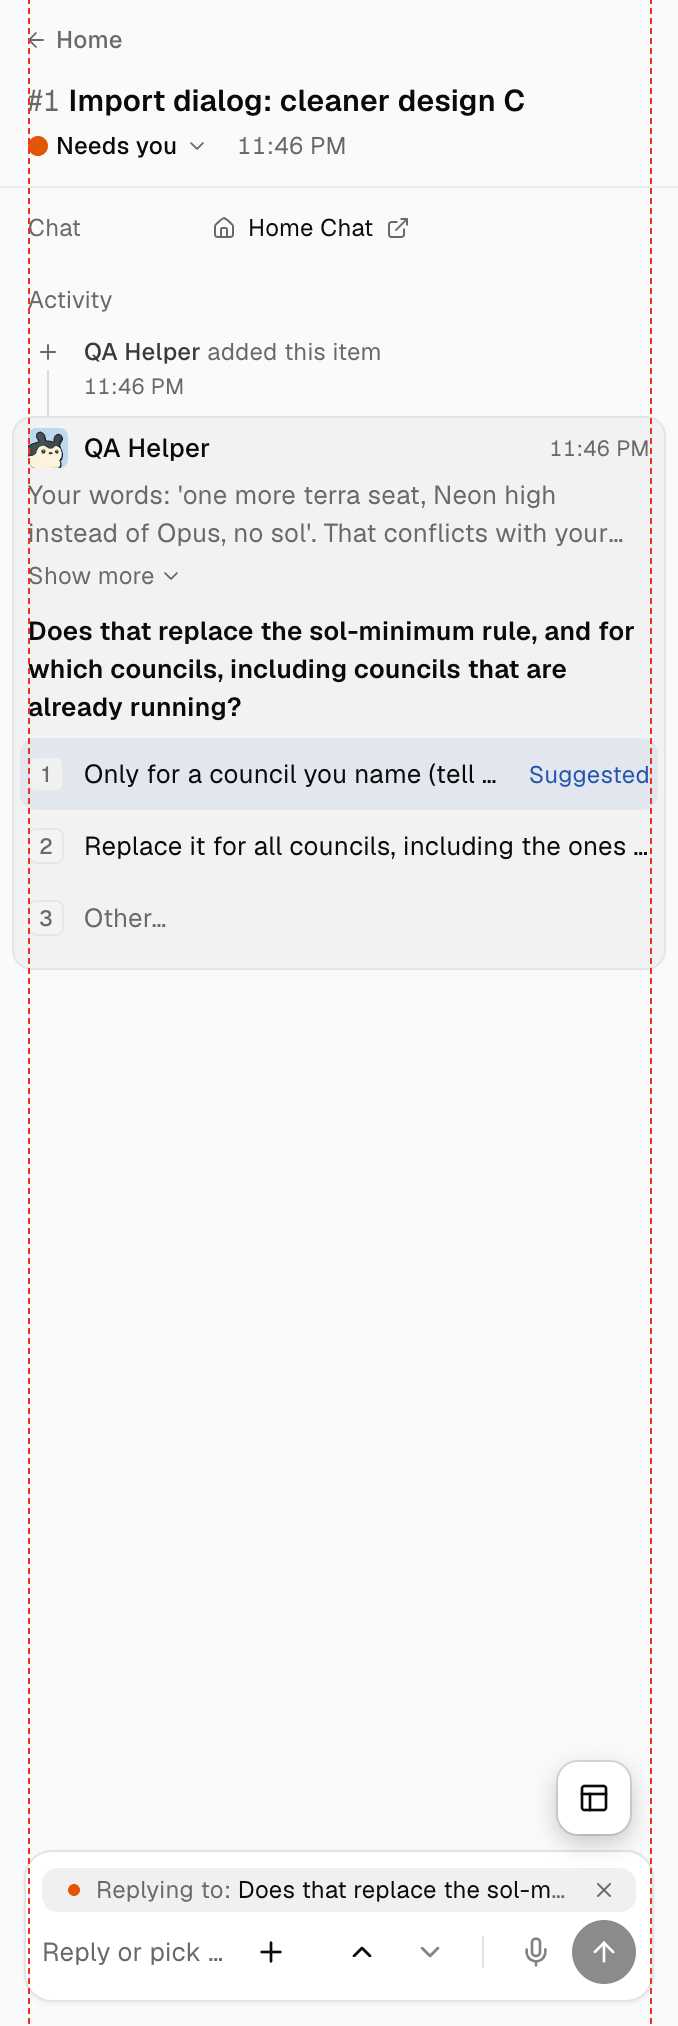 Home
#1 Import dialog: cleaner design C
Needs you 11:46 PM
Chat Home Chat
Activity
QA Helper added this item
11:46 PM
QA Helper 11:46 PM
Your words: 'one more terra seat, Neon high
instead of Opus, no sol'. That conflicts with your…
Show more
Does that replace the sol-minimum rule, and for
which councils, including councils that are
already running?
1 Only for a council you name (tell … Suggested
2 Replace it for all councils, including the ones …
3 Other…
Replying to: Does that replace the sol-m…
Reply or pick …